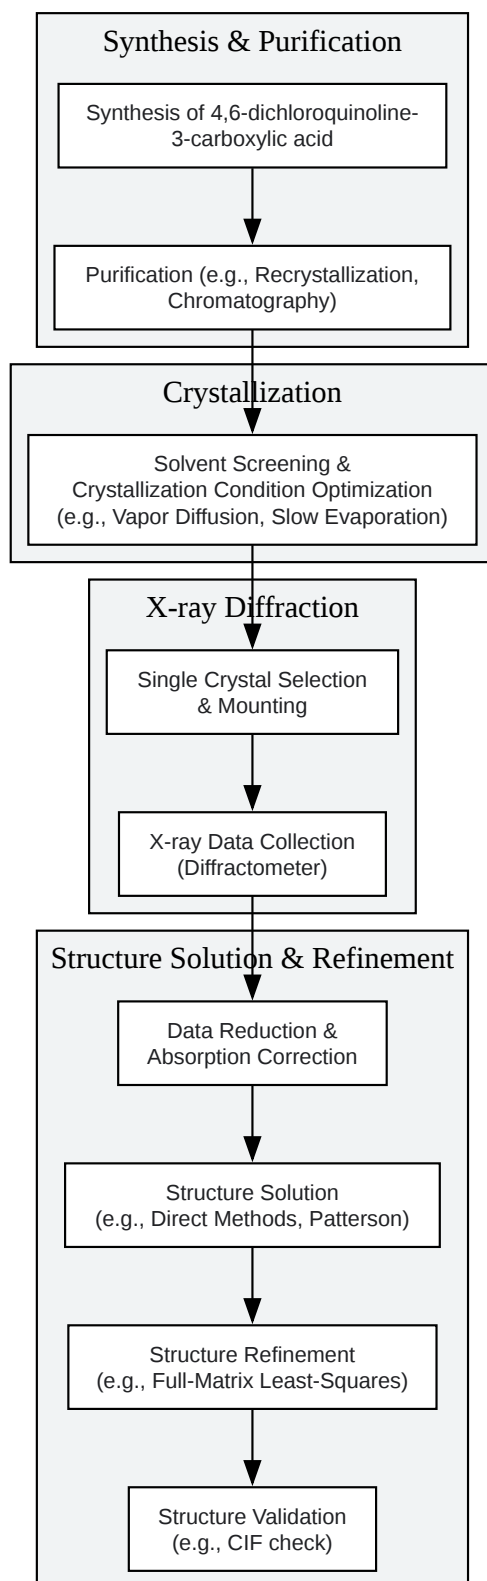 Synthesis & Purification
Synthesis of 4,6-dichloroquinoline-
3-carboxylic acid
Purification (e.g., Recrystallization,
Chromatography)
Crystallization
Solvent Screening &
Crystallization Condition Optimization
(e.g., Vapor Diffusion, Slow Evaporation)
X-ray Diffraction
Single Crystal Selection
& Mounting
X-ray Data Collection
(Diffractometer)
Structure Solution & Refinement
Data Reduction &
Absorption Correction
Structure Solution
(e.g., Direct Methods, Patterson)
Structure Refinement
(e.g., Full-Matrix Least-Squares)
Structure Validation
(e.g., CIF check)